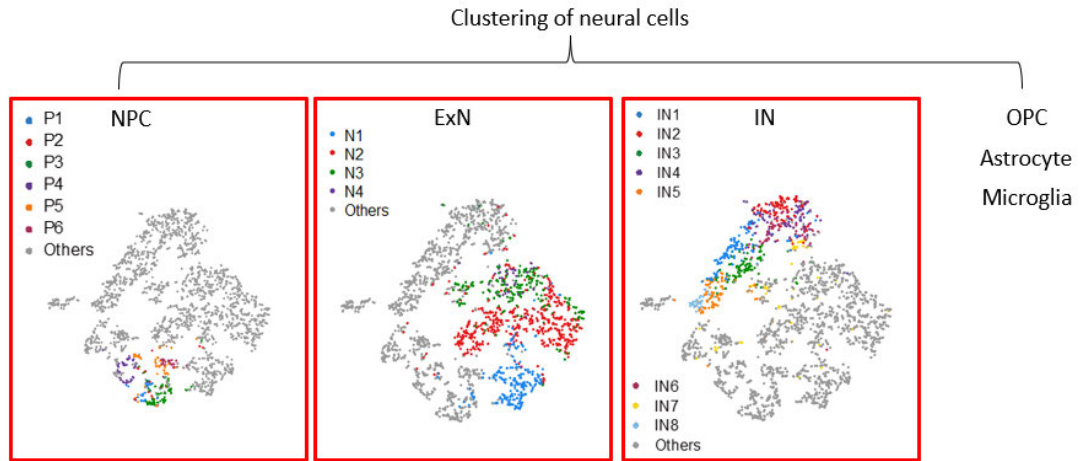 Clustering of neural cells
NPC
P1
P2
P3
P4
P5
P6
Others
ExN
N1
N2
N3
N4
Others
IN
IN1
IN2
IN3
IN4
IN5
IN6
IN7
IN8
Others
OPC
Astrocyte
Microglia